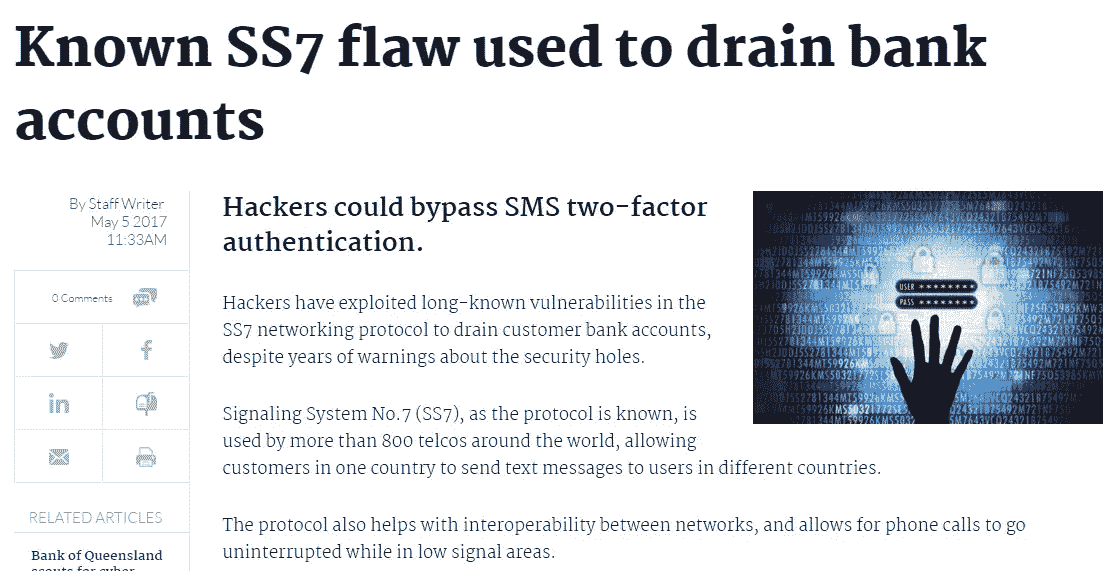 Known SS7 flaw used to drain bank
accounts
By Staff Writer
May 5 2017
11:33AM
0 Comments
RELATED ARTICLES
Bank of Queensland
scouts for cyber
Hackers could bypass SMS two-factor
authentication.
Hackers have exploited long-known vulnerabilities in the
SS7 networking protocol to drain customer bank accounts,
despite years of warnings about the security holes.
Signaling System No.7 (SS7), as the protocol is known, is
used by more than 800 telcos around the world, allowing
customers in one country to send text messages to users in different countries.
The protocol also helps with interoperability between networks, and allows for phone calls to go
uninterrupted while in low signal areas.
USER ********
PASS ********